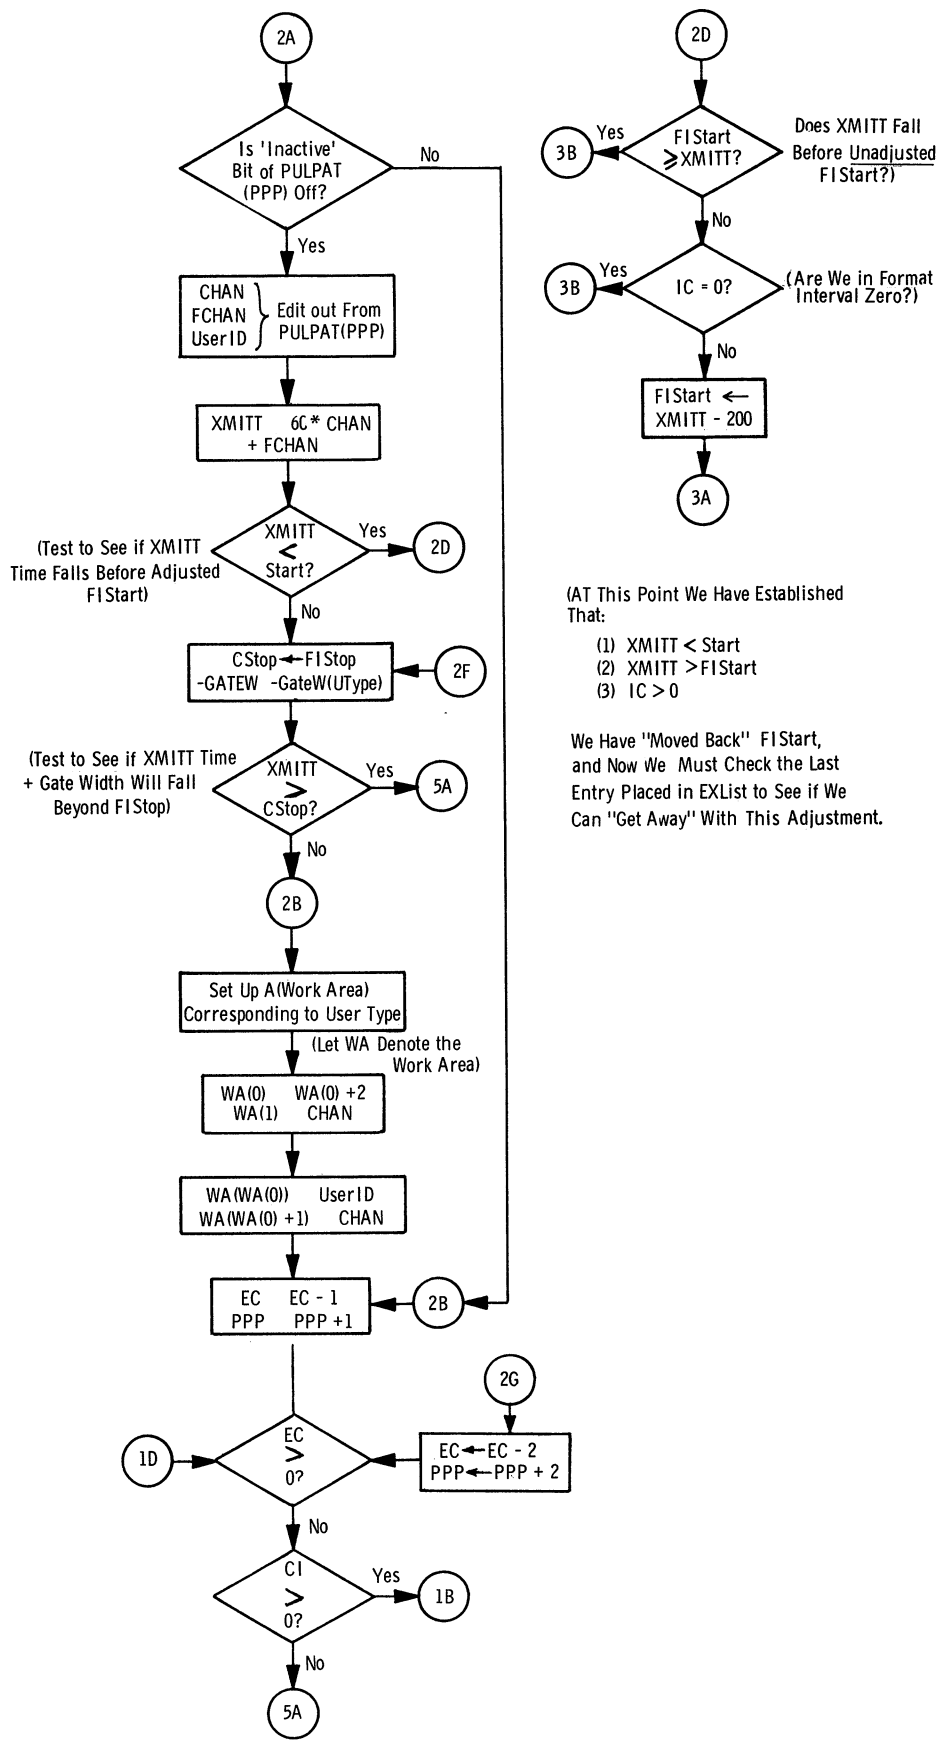 2A
Is 'Inactive'
Bit of PULPAT
(PPP) Off?
No
Yes
CHAN
FCHAN
UserID
Edit out From
PULPAT(PPP)
XMITT 6C* CHAN
+ FCHAN
XMITT
<
Start?
Yes
2D
(Test to See if XMITT
Time Falls Before Adjusted
FIStart)
No
CStop←FIStop
-GATEW -GateW(UType)
2F
XMITT
>
CStop?
Yes
5A
(Test to See if XMITT Time
+ Gate Width Will Fall
Beyond FIStop)
No
2B
Set Up A(Work Area)
Corresponding to User Type
(Let WA Denote the
Work Area)
WA(0) WA(0) +2
WA(1) CHAN
WA(WA(0)) UserID
WA(WA(0) +1) CHAN
EC EC - 1
PPP PPP +1
2B
2G
EC←EC - 2
PPP←PPP + 2
1D
EC
>
0?
No
CI
>
0?
Yes
1B
No
5A
2D
FIStart
⩾XMITT?
Yes
3B
Does XMITT Fall
Before Unadjusted
FIStart?)
No
IC = 0?
Yes
3B
(Are We in Format
Interval Zero?)
No
FIStart ←
XMITT - 200
3A
(AT This Point We Have Established
That:
(1) XMITT < Start
(2) XMITT >FIStart
(3) IC > 0
We Have "Moved Back" FIStart,
and Now We Must Check the Last
Entry Placed in EXList to See if We
Can "Get Away" With This Adjustment.